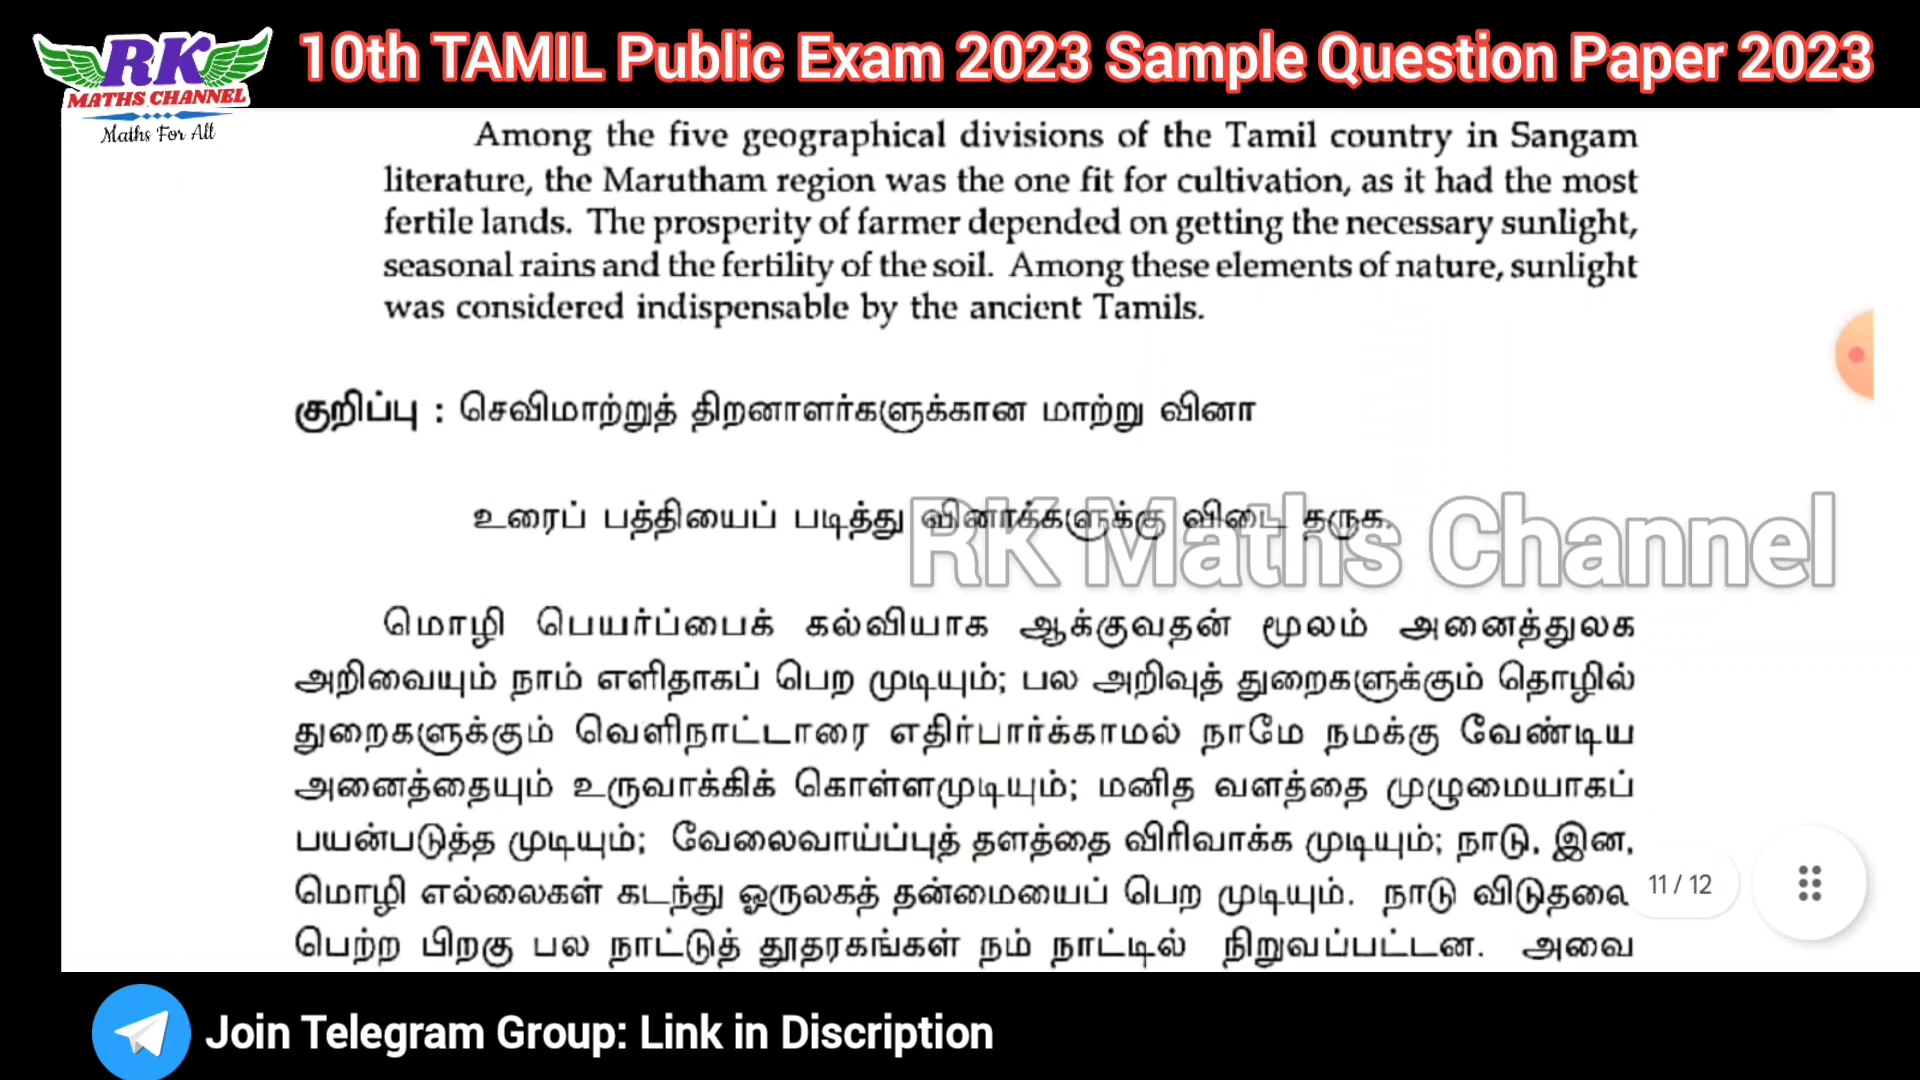 RK
MATHS CHANNEL
Maths For All
10th TAMIL Public Exam 2023 Sample Question Paper 2023
Among the five geographical divisions of the Tamil country in Sangam
literature, the Marutham region was the one fit for cultivation, as it had the most
fertile lands. The prosperity of farmer depended on getting the necessary sunlight,
seasonal rains and the fertility of the soil. Among these elements of nature, sunlight
was considered indispensable by the ancient Tamils.
குறிப்பு : செவிமாற்றுத் திறனாளர்களுக்கான மாற்று வினா
உரைப் பத்தியைப் படித்து வினாக்களுக்கு விடை தருக.
RK Maths Channel
மொழி பெயர்ப்பைக் கல்வியாக ஆக்குவதன் மூலம் அனைத்துலக
அறிவையும் நாம் எளிதாகப் பெற முடியும்; பல அறிவுத் துறைகளுக்கும் தொழில்
துறைகளுக்கும் வெளிநாட்டாரை எதிர்பார்க்காமல் நாமே நமக்கு வேண்டிய
அனைத்தையும் உருவாக்கிக் கொள்ளமுடியும்; மனித வளத்தை முழுமையாகப்
பயன்படுத்த முடியும்; வேலைவாய்ப்புத் தளத்தை விரிவாக்க முடியும்; நாடு, இன,
மொழி எல்லைகள் கடந்து ஓருலகத் தன்மையைப் பெற முடியும். நாடு விடுதலை
11 / 12
பெற்ற பிறகு பல நாட்டுத் தூதரகங்கள் நம் நாட்டில் நிறுவப்பட்டன. அவை
Join Telegram Group: Link in Discription